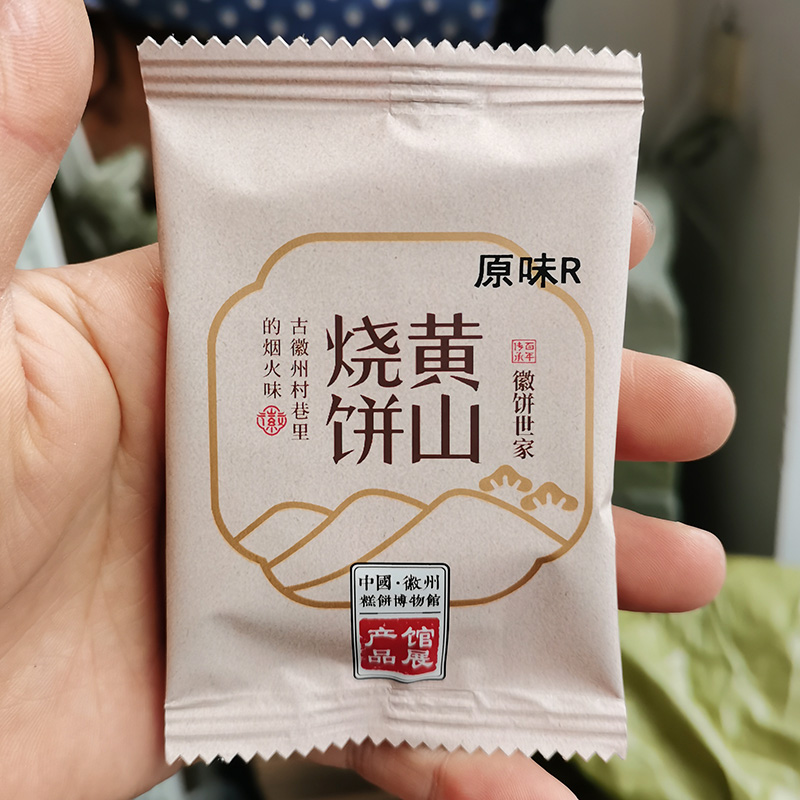 原味R
黄山
烧饼
百年
传承
徽饼世家
古徽州村巷里
的烟火味
徽
中國·徽州
糕餅博物館
馆展
产品